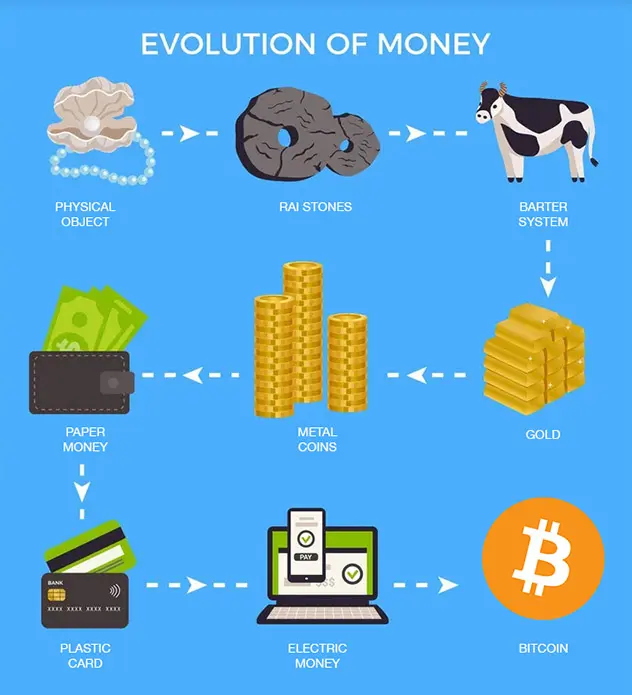 EVOLUTION OF MONEY
PHYSICAL
OBJECT
RAI STONES
BARTER
SYSTEM
PAPER
MONEY
METAL
COINS
GOLD
BANK
XXXX XXXX XXXX XXXX
PAY
$$$
PLASTIC
CARD
ELECTRIC
MONEY
BITCOIN